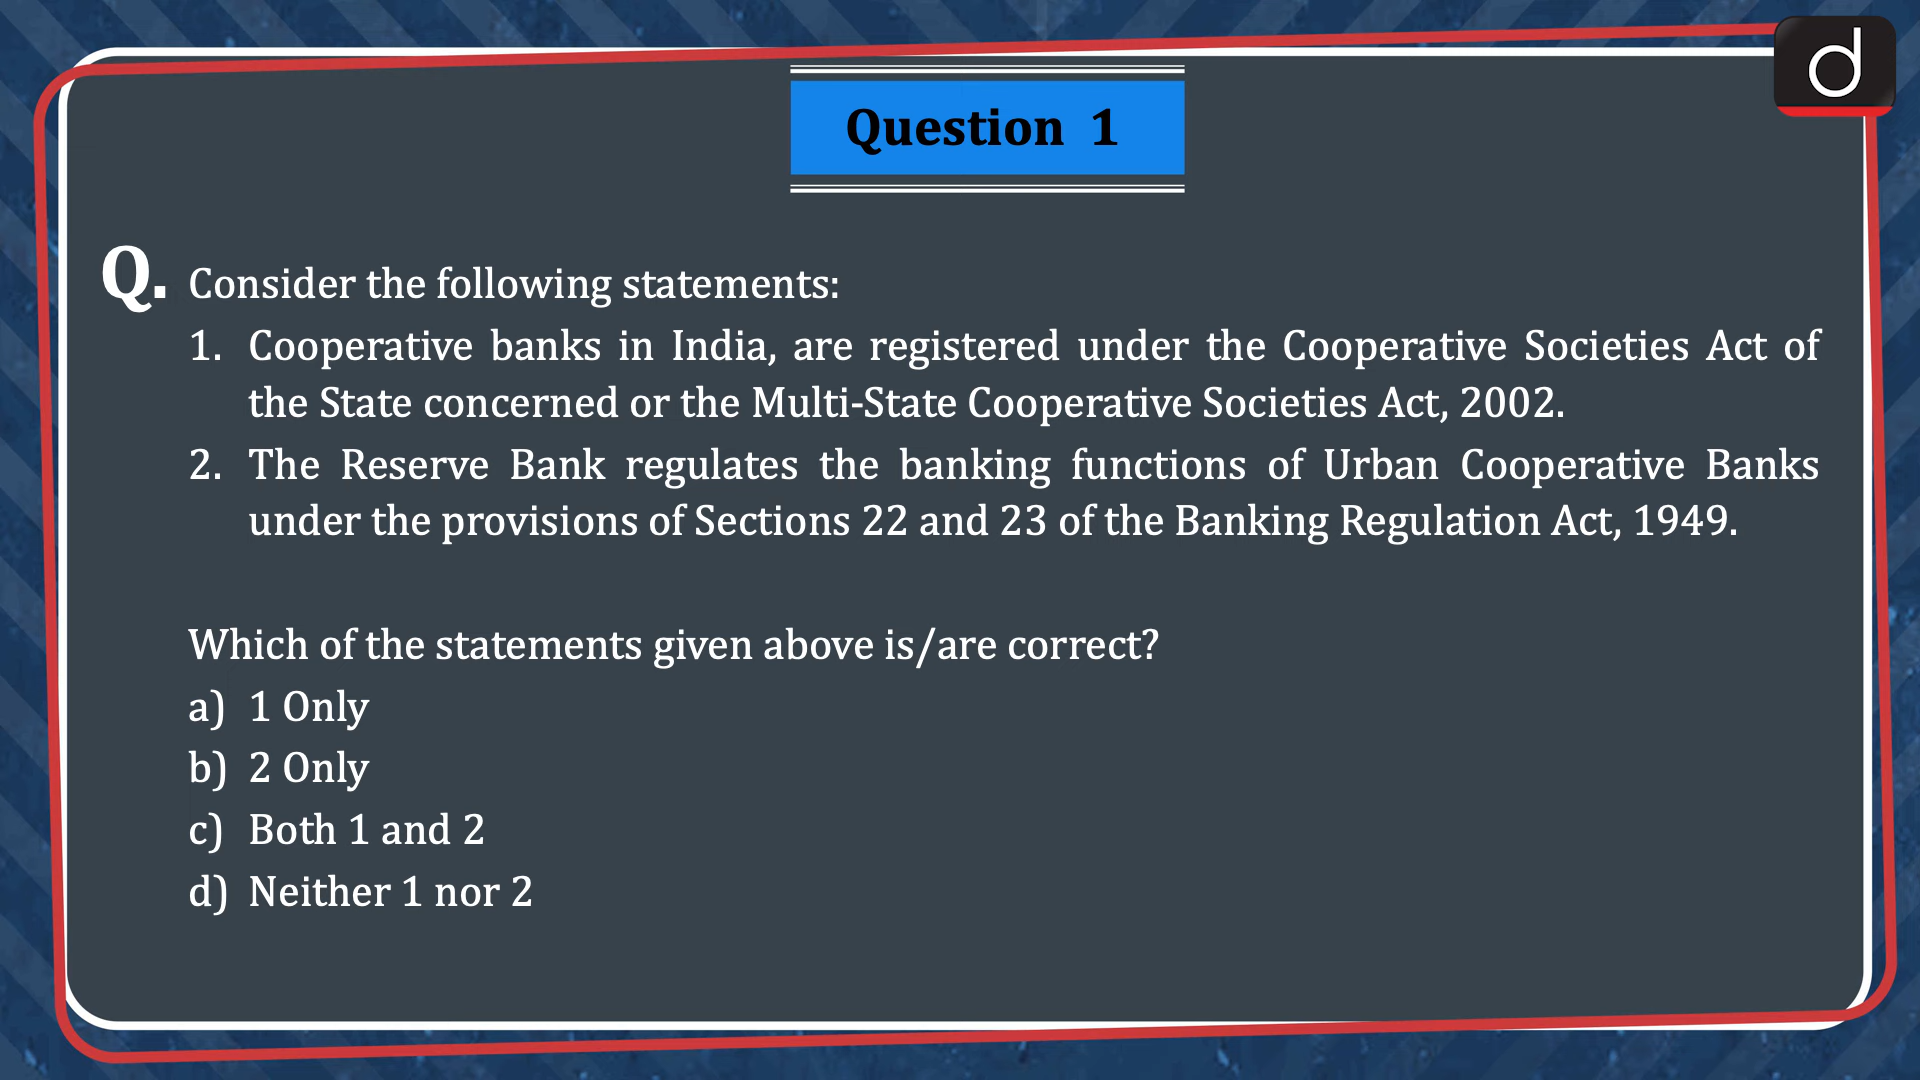 d
Question 1
Q. Consider the following statements:
1. Cooperative banks in India, are registered under the Cooperative Societies Act of
the State concerned or the Multi-State Cooperative Societies Act, 2002.
2. The Reserve Bank regulates the banking functions of Urban Cooperative Banks
under the provisions of Sections 22 and 23 of the Banking Regulation Act, 1949.
Which of the statements given above is/are correct?
a) 1 Only
b) 2 Only
c) Both 1 and 2
d) Neither 1 nor 2